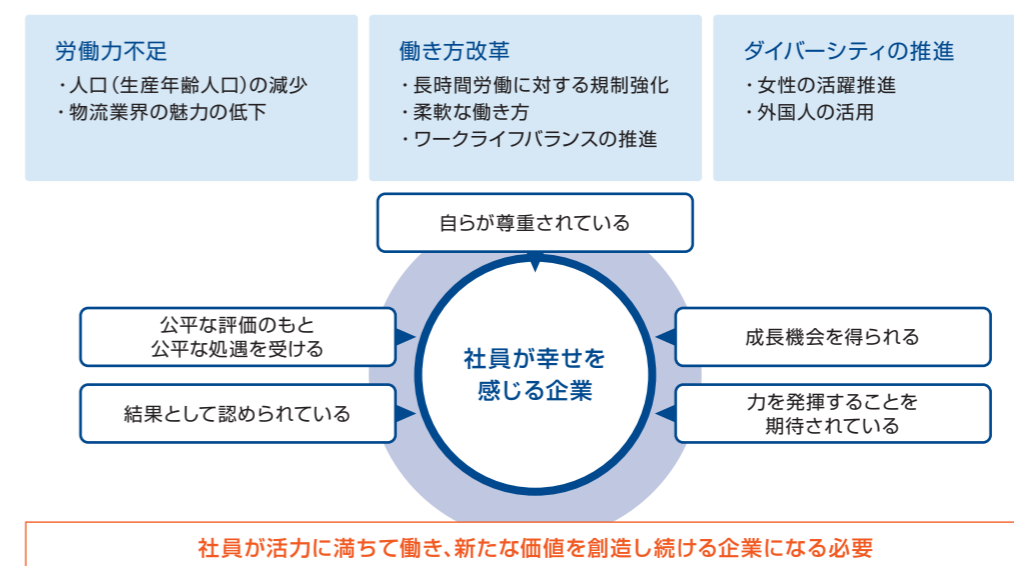 労働力不足
・人口(生産年齢人口)の減少
・物流業界の魅力の低下
働き方改革
・長時間労働に対する規制強化
・柔軟な働き方
・ワークライフバランスの推進
ダイバーシティの推進
・女性の活躍推進
・外国人の活用
自らが尊重されている
公平な評価のもと
公平な処遇を受ける
結果として認められている
社員が幸せを
感じる企業
成長機会を得られる
力を発揮することを
期待されている
社員が活力に満ちて働き、新たな価値を創造し続ける企業になる必要